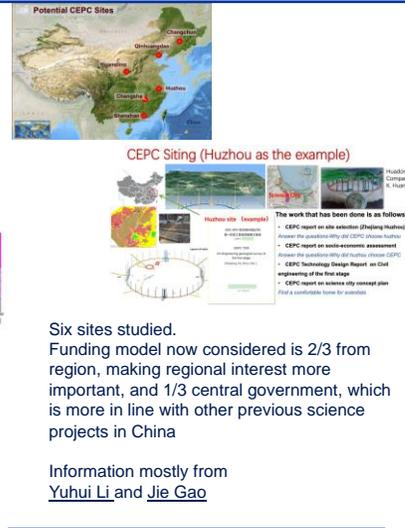 Potential CEPC Sites
Changchun
Qinhuangdao
Huangling
Huzhou
Changsha
Shenshan
CEPC Siting (Huzhou as the example)
Science City
Huzhou site (example)
The work that has been done is as follows
• CEPC report on site selection (Zhejiang Huzhou)
Answer the questions-Why did CEPC choose huzhou
• CEPC report on socio-economic assessment
Answer the questions-Why did huzhou choose CEPC
• CEPC Technology Design Report on Civil
engineering of the first stage
• CEPC report on science city concept plan
Find a comfortable home for scientists
Six sites studied.
Funding model now considered is 2/3 from
region, making regional interest more
important, and 1/3 central government, which
is more in line with other previous science
projects in China
Information mostly from
Yuhui Li and Jie Gao